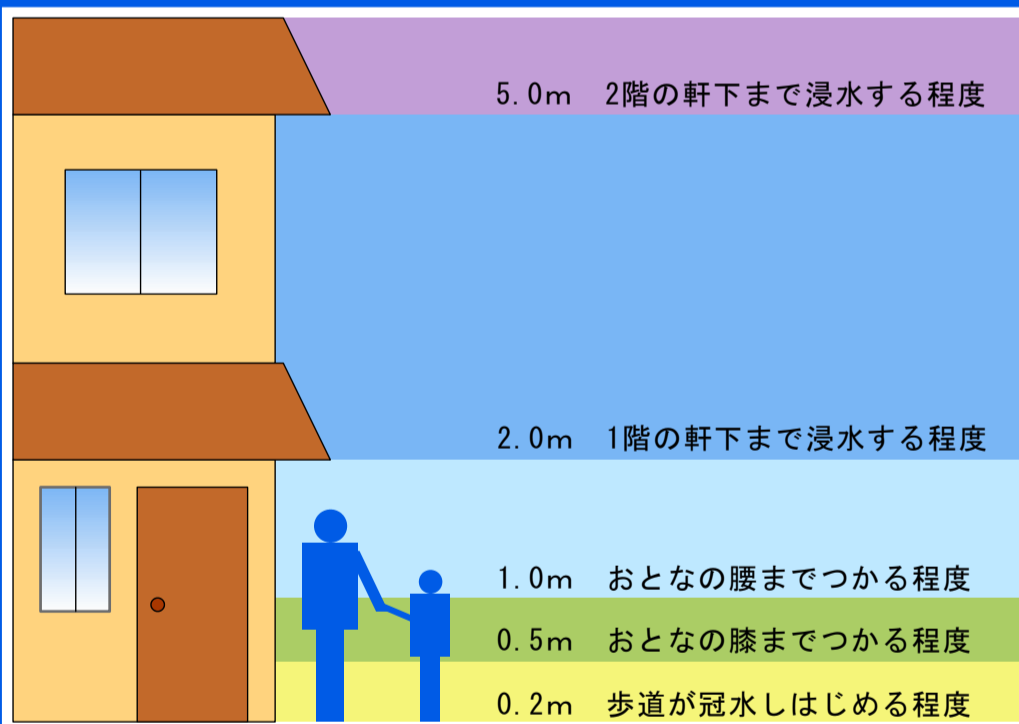 5.0m 2階の軒下まで浸水する程度
2.0m 1階の軒下まで浸水する程度
1.0m おとなの腰までつかる程度
0.5m おとなの膝までつかる程度
0.2m 歩道が冠水しはじめる程度